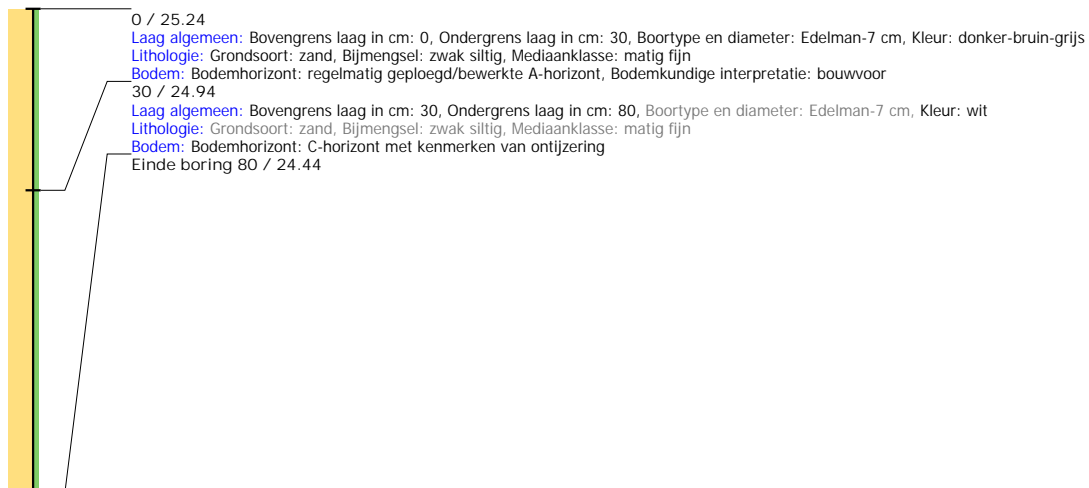 0 / 25.24
Laag algemeen: Bovengrens laag in cm: 0, Ondergrens laag in cm: 30, Boortype en diameter: Edelman-7 cm, Kleur: donker-bruin-grijs
Lithologie: Grondsoort: zand, Bijmengsel: zwak siltig, Mediaanklasse: matig fijn
Bodem: Bodemhorizont: regelmatig geploegd/bewerkte A-horizont, Bodemkundige interpretatie: bouwvoor
30 / 24.94
Laag algemeen: Bovengrens laag in cm: 30, Ondergrens laag in cm: 80, Boortype en diameter: Edelman-7 cm, Kleur: wit
Lithologie: Grondsoort: zand, Bijmengsel: zwak siltig, Mediaanklasse: matig fijn
Bodem: Bodemhorizont: C-horizont met kenmerken van ontijzering
Einde boring 80 / 24.44